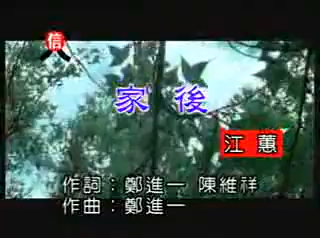 信
家後
江蕙
作詞：鄭進一 陳維祥
作曲：鄭進一